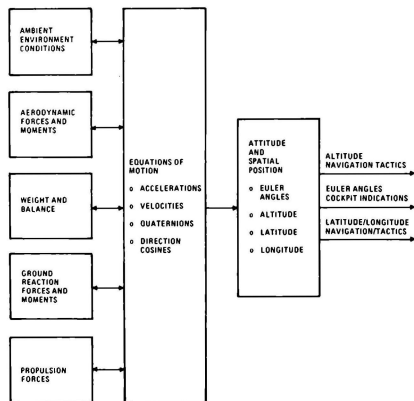 AMBIENT
ENVIRONMENT
CONDITIONS
AERODYNAMIC
FORCES AND
MOMENTS
WEIGHT AND
BALANCE
GROUND
REACTION
FORCES AND
MOMENTS
PROPULSION
FORCES
EQUATIONS OF
MOTION
o ACCELERATIONS
o VELOCITIES
o QUATERNIONS
o DIRECTION
COSINES
ATTITUDE
AND
SPATIAL
POSITION
o EULER
ANGLES
o ALTITUDE
o LATITUDE
o LONGITUDE
ALTITUDE
NAVIGATION TACTICS
EULER ANGLES
COCKPIT INDICATIONS
LATITUDE/LONGITUDE
NAVIGATION/TACTICS